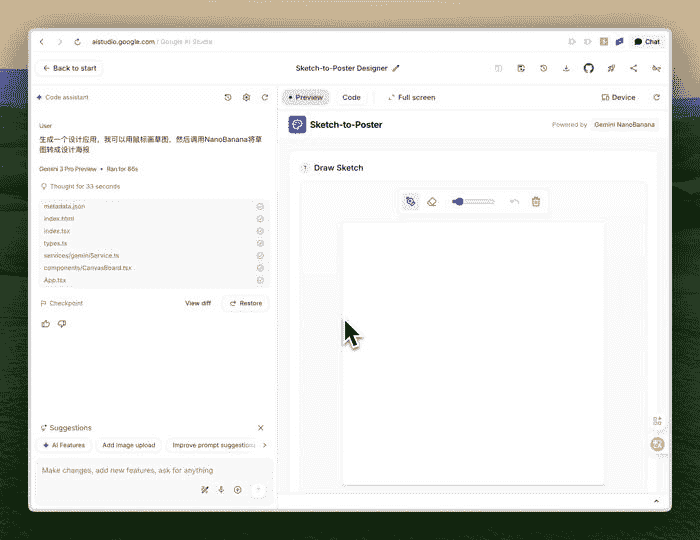 aistudio.google.com / Google AI Studio
Chat
Back to start
Sketch-to-Poster Designer
Code assistant
Preview
Code
Full screen
Device
User
生成一个设计应用，我可以用鼠标画草图，然后调用NanoBanana将草
图转成设计海报
Gemini 3 Pro Preview • Ran for 86s
Thought for 33 seconds
metadata.json
index.html
index.tsx
types.ts
services/geminiService.ts
components/CanvasBoard.tsx
App.tsx
Checkpoint
View diff
Restore
Suggestions
AI Features
Add image upload
Improve prompt suggestions
Make changes, add new features, ask for anything
Sketch-to-Poster
Powered by
Gemini NanoBanana
Draw Sketch